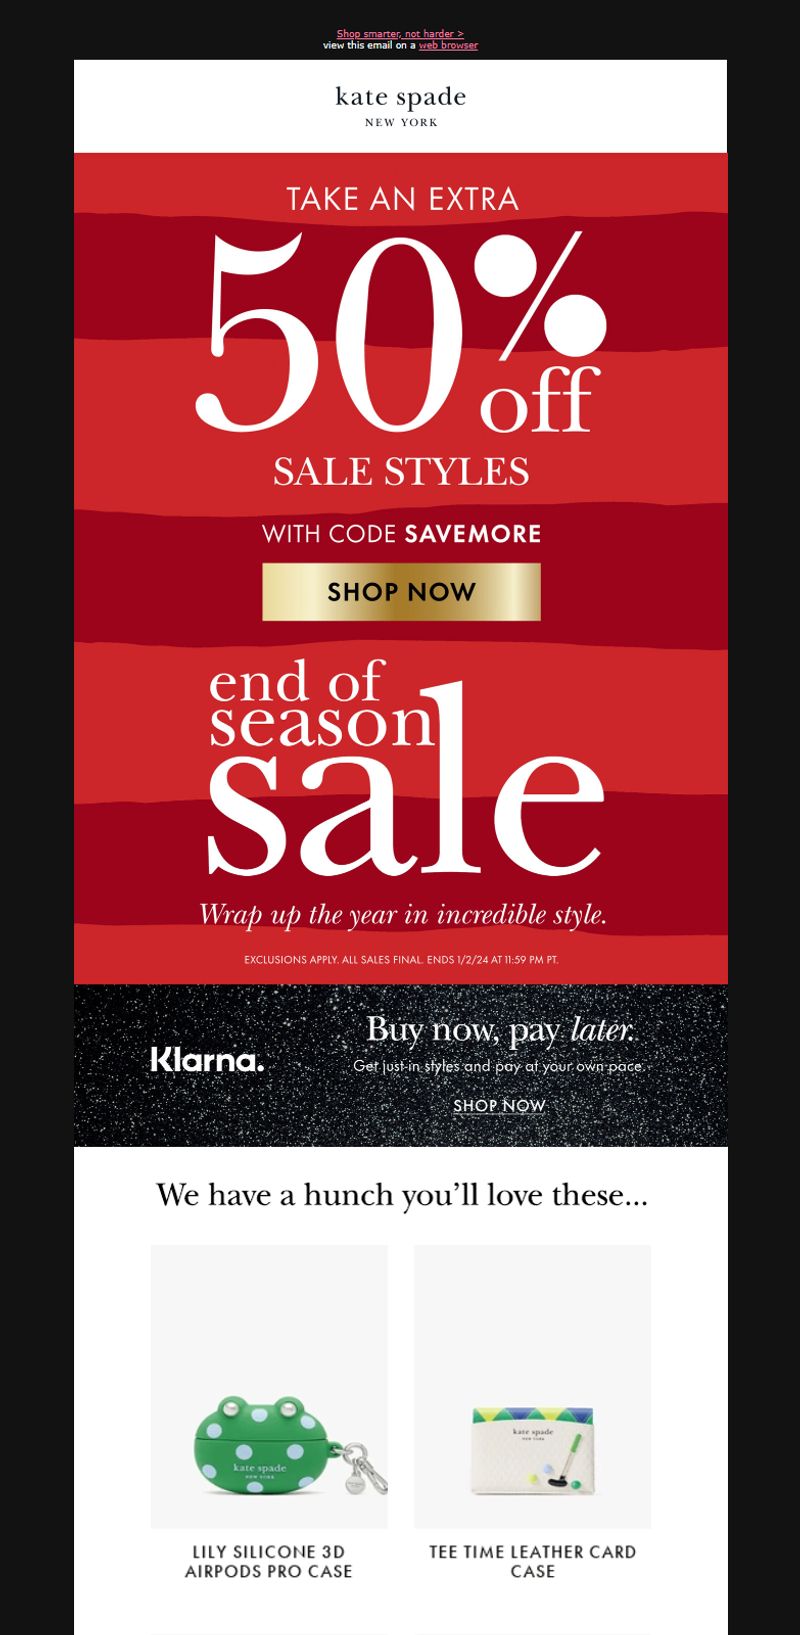 Shop smarter, not harder >
view this email on a web browser
kate spade
NEW YORK
TAKE AN EXTRA
50% off
SALE STYLES
WITH CODE SAVEMORE
SHOP NOW
end of
season
sale
Wrap up the year in incredible style.
EXCLUSIONS APPLY. ALL SALES FINAL. ENDS 1/2/24 AT 11:59 PM PT.
Klarna.
Buy now, pay later.
Get just-in styles and pay at your own pace.
SHOP NOW
We have a hunch you’ll love these...
kate spade
NEW YORK
kate spade
NEW YORK
LILY SILICONE 3D
AIRPODS PRO CASE
TEE TIME LEATHER CARD
CASE